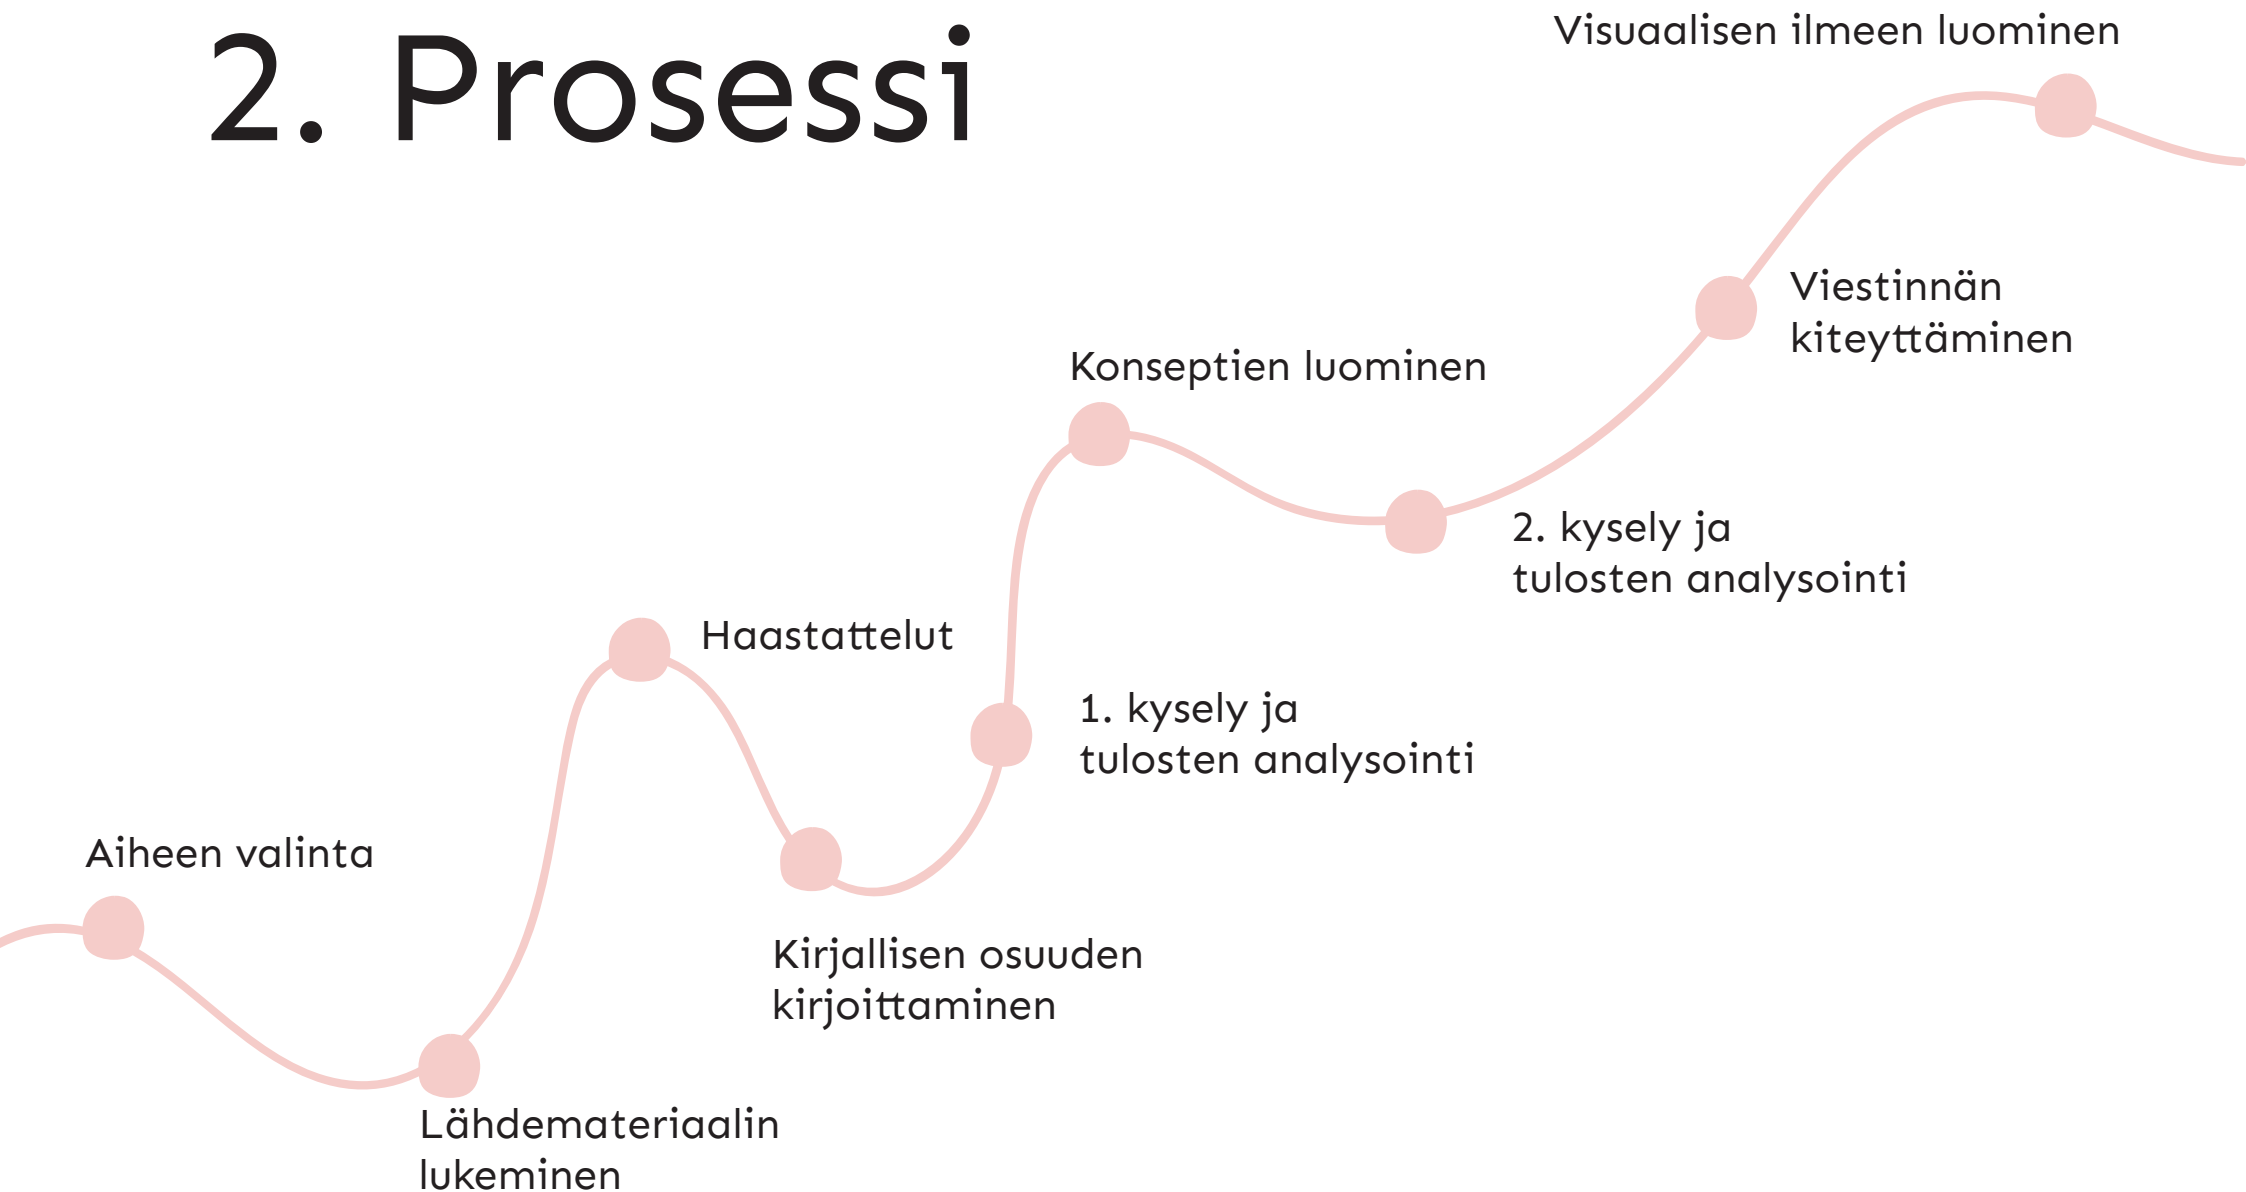 2. Prosessi
Aiheen valinta
Lähdemateriaalin
lukeminen
Haastattelut
Kirjallisen osuuden
kirjoittaminen
1. kysely ja
tulosten analysointi
Konseptien luominen
2. kysely ja
tulosten analysointi
Viestinnän
kiteyttäminen
Visuaalisen ilmeen luominen